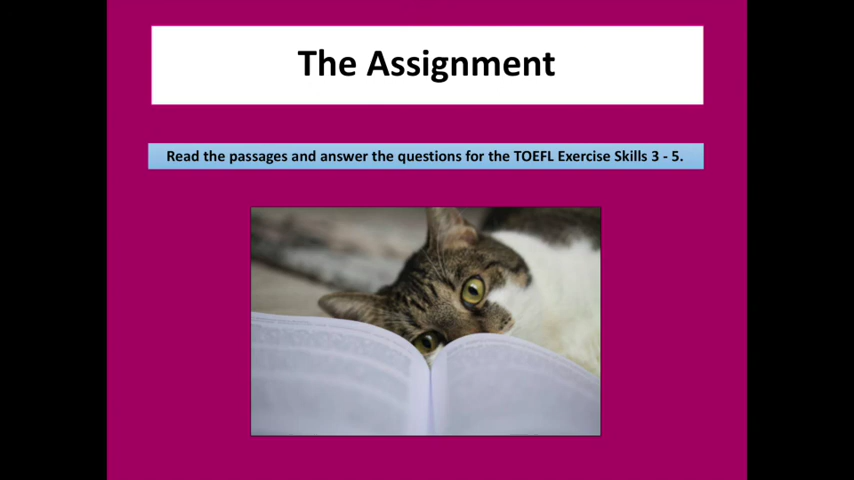 The Assignment
Read the passages and answer the questions for the TOEFL Exercise Skills 3 - 5.